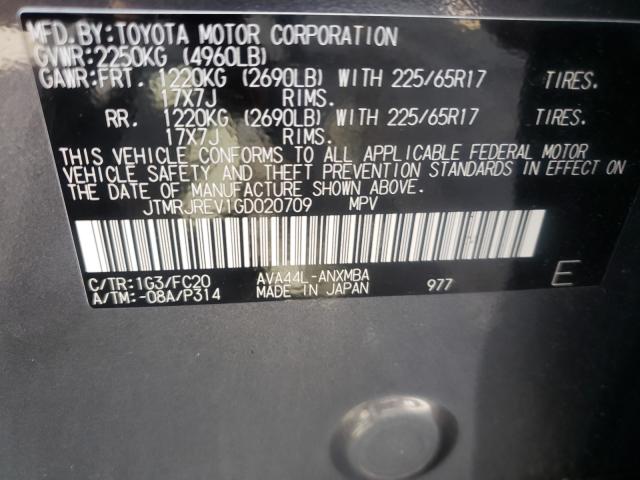 MFD.BY:TOYOTA MOTOR CORPORATION
GVWR:2250KG (4960LB)
GAWR:FRT. 1220KG (2690LB) WITH 225/65R17 TIRES.
17X7J RIMS.
RR. 1220KG (2690LB) WITH 225/65R17 TIRES.
17X7J RIMS.
THIS VEHICLE CONFORMS TO ALL APPLICABLE FEDERAL MOTOR
VEHICLE SAFETY AND THEFT PREVENTION STANDARDS IN EFFECT ON
THE DATE OF MANUFACTURE SHOWN ABOVE.
JTMRJREV1GD020709 MPV
C/TR:1G3/FC20 AVA44L-ANXMBA E
A/TM:-08A/P314 MADE IN JAPAN 977